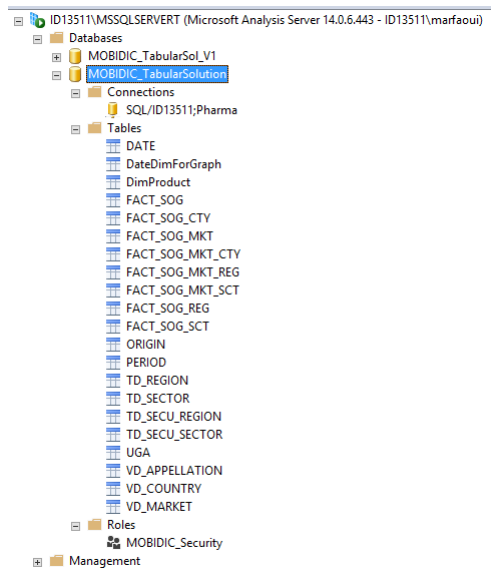 ID13511\MSSQLSERVERT (Microsoft Analysis Server 14.0.6.443 - ID13511\marfaoui)
Databases
MOBIDIC_TabularSol_V1
MOBIDIC_TabularSolution
Connections
SQL/ID13511;Pharma
Tables
DATE
DateDimForGraph
DimProduct
FACT_SOG
FACT_SOG_CTY
FACT_SOG_MKT
FACT_SOG_MKT_CTY
FACT_SOG_MKT_REG
FACT_SOG_MKT_SCT
FACT_SOG_REG
FACT_SOG_SCT
ORIGIN
PERIOD
TD_REGION
TD_SECTOR
TD_SECU_REGION
TD_SECU_SECTOR
UGA
VD_APPELLATION
VD_COUNTRY
VD_MARKET
Roles
MOBIDIC_Security
Management